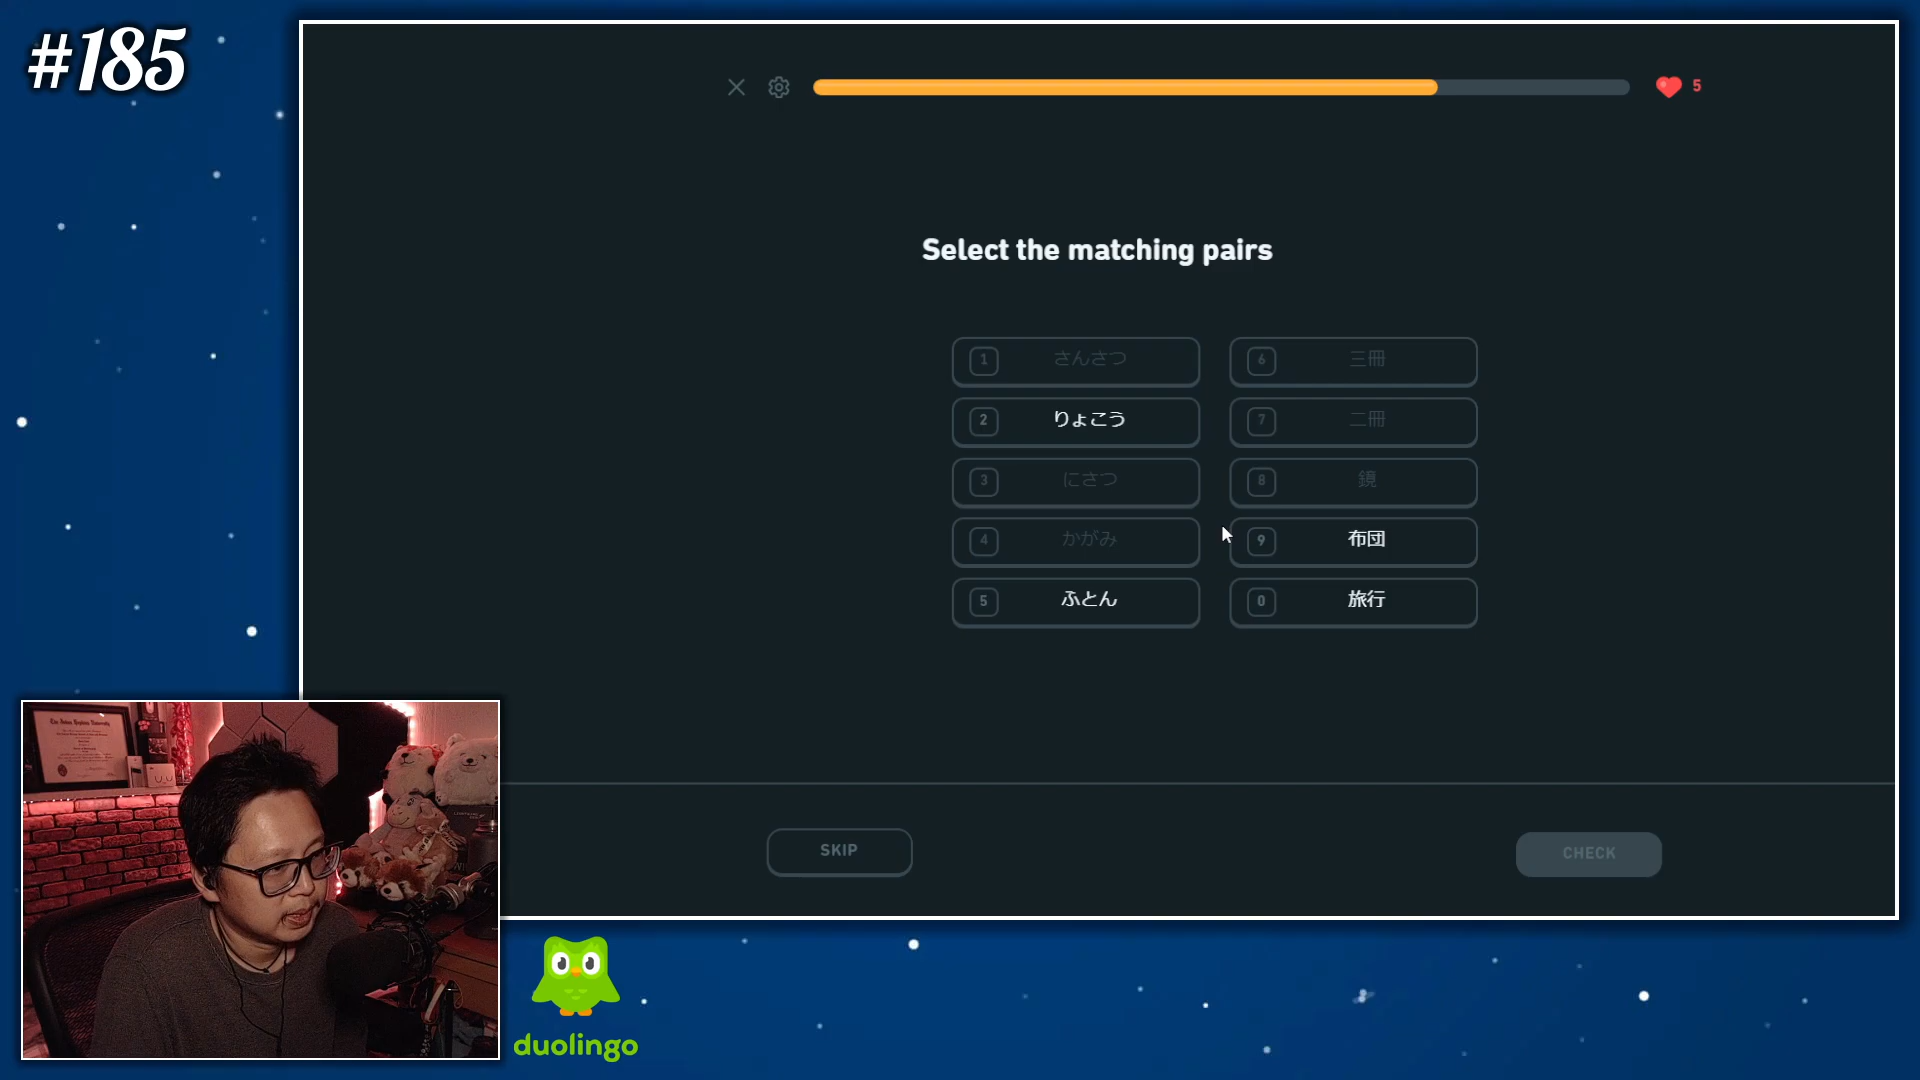 #185
5
Select the matching pairs
1 さんさつ
6 三冊
2 りょこう
7 二冊
3 にさつ
8 鏡
4 かがみ
9 布団
5 ふとん
0 旅行
SKIP
CHECK
duolingo